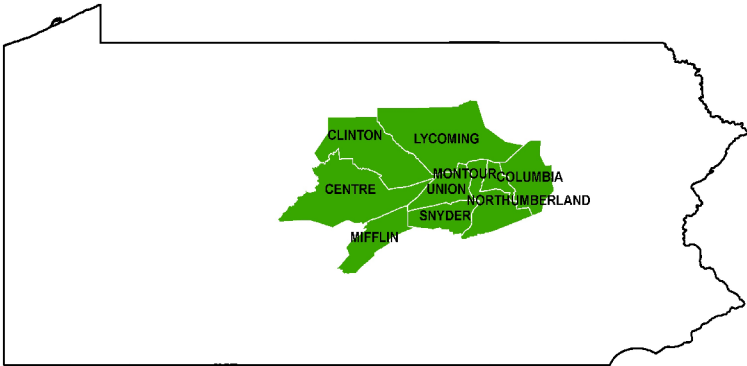 CLINTON
LYCOMING
MONTOUR
COLUMBIA
CENTRE
UNION
NORTHUMBERLAND
SNYDER
MIFFLIN